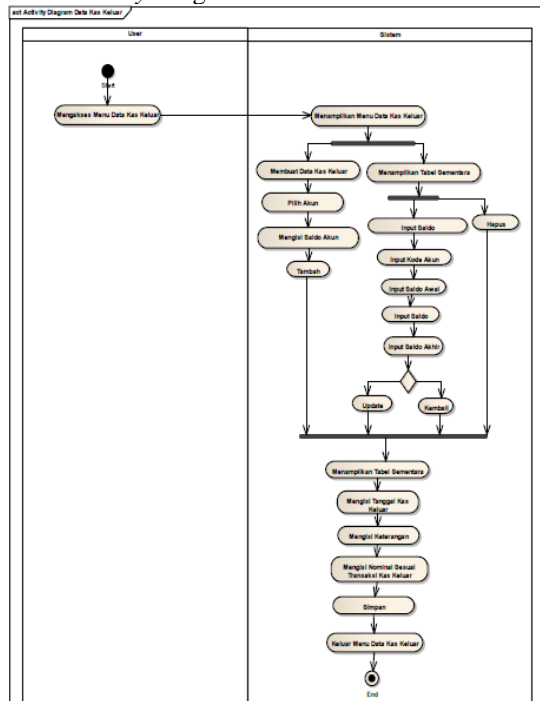 act Activity Diagram Data Kas Keluar
User
Sistem
Start
Mengakses Menu Data Kas Keluar
Menampilkan Menu Data Kas Keluar
Membuat Data Kas Keluar
Menampilkan Tabel Sementara
Pilih Akun
Input Saldo
Hapus
Mengisi Saldo Akun
Input Kode Akun
Tambah
Input Saldo Awal
Input Saldo
Input Saldo Akhir
Update
Kembali
Menampilkan Tabel Sementara
Mengisi Tanggal Kas
Keluar
Mengisi Keterangan
Mengisi Nominal Sesuai
Transaksi Kas Keluar
Simpan
Keluar Menu Data Kas Keluar
End